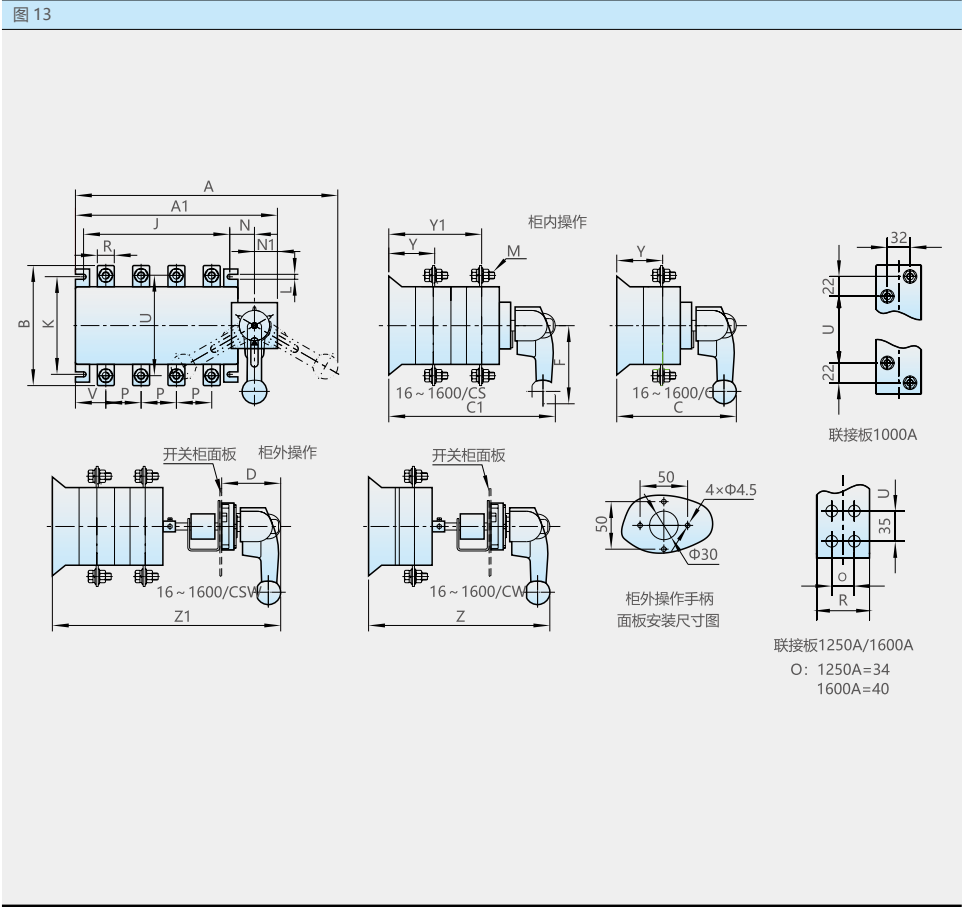 图 13
A
A1
J
N
R
N1
L
B
K
U
V
P
P
P
柜内操作
Y1
Y
M
F
16~1600/CS
C1
Y
16~1600/
C
32
22
U
22
联接板1000A
开关柜面板
柜外操作
D
16~1600/CSW
Z1
开关柜面板
16~1600/CW
Z
50
4×Φ4.5
50
Φ30
柜外操作手柄
面板安装尺寸图
U
35
O
R
联接板1250A/1600A
O: 1250A=34
1600A=40